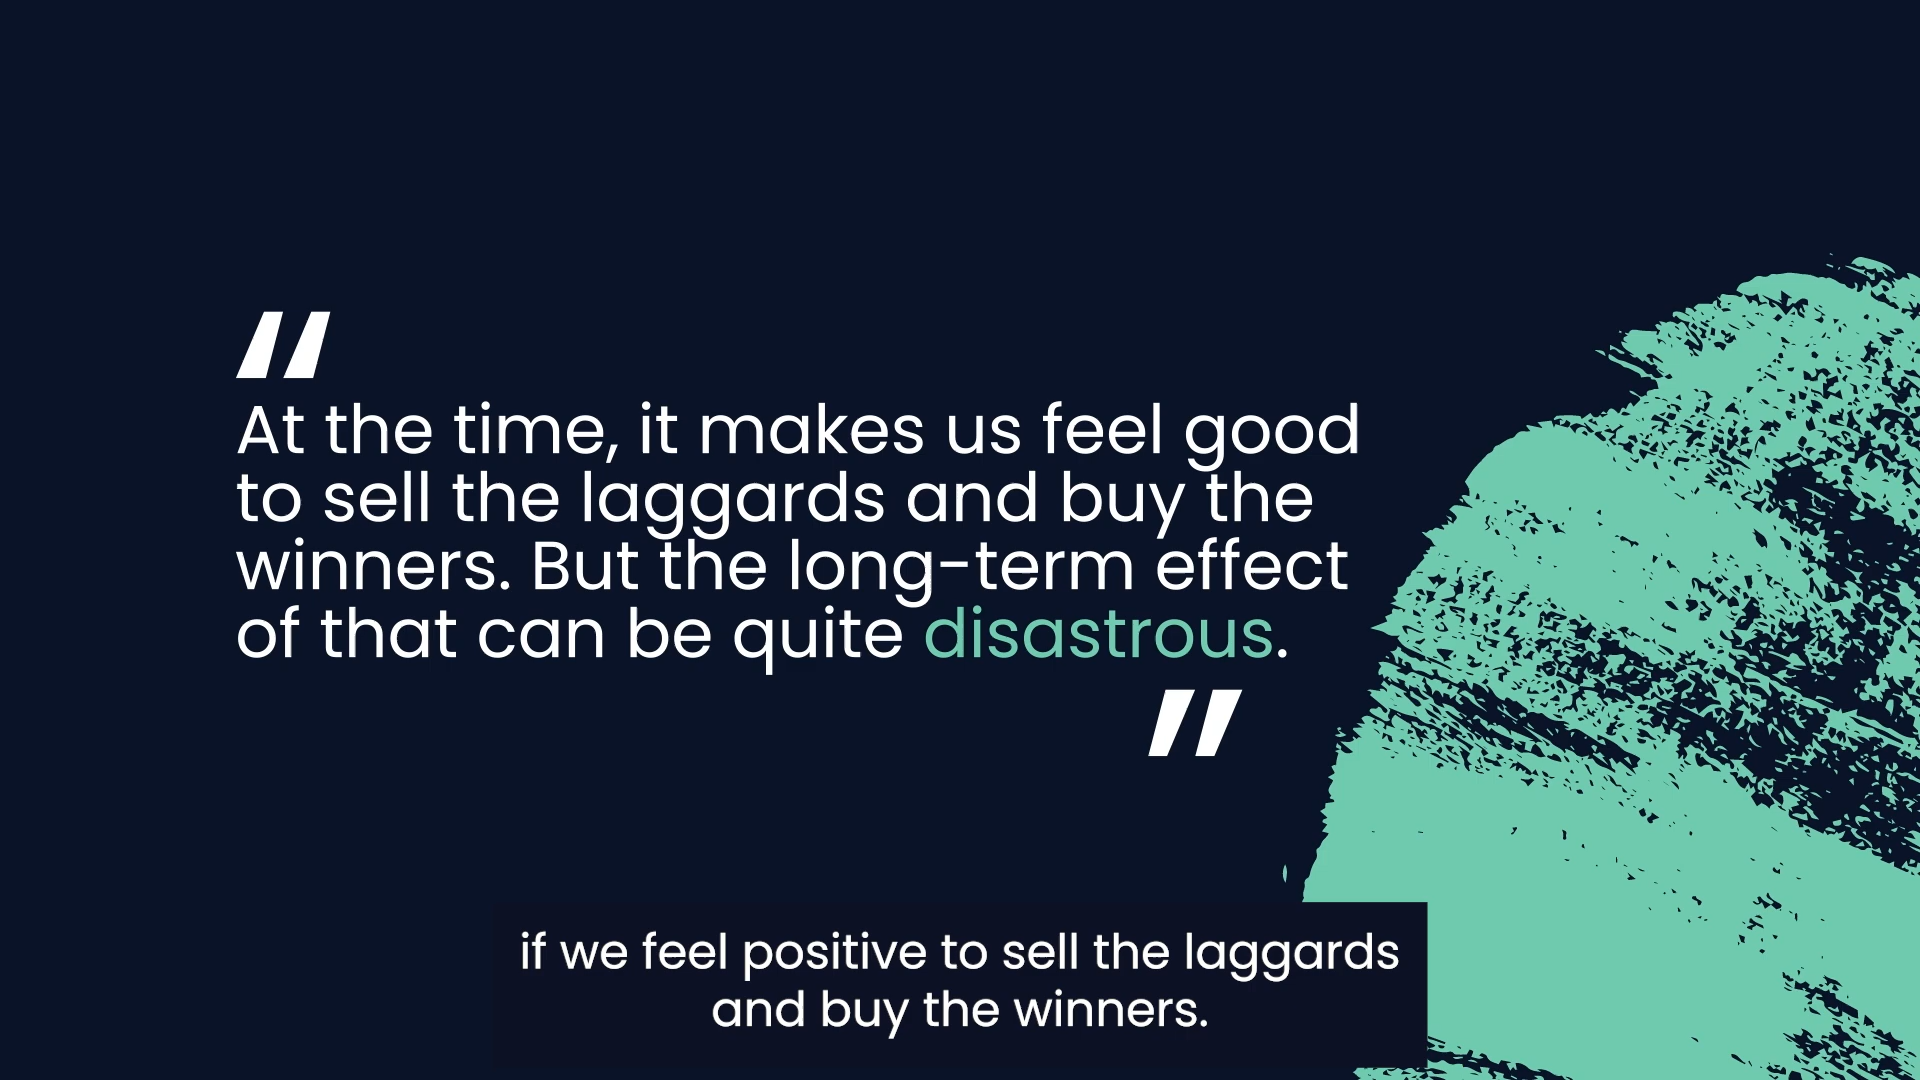 “
At the time, it makes us feel good
to sell the laggards and buy the
winners. But the long-term effect
of that can be quite disastrous.
”
if we feel positive to sell the laggards
and buy the winners.